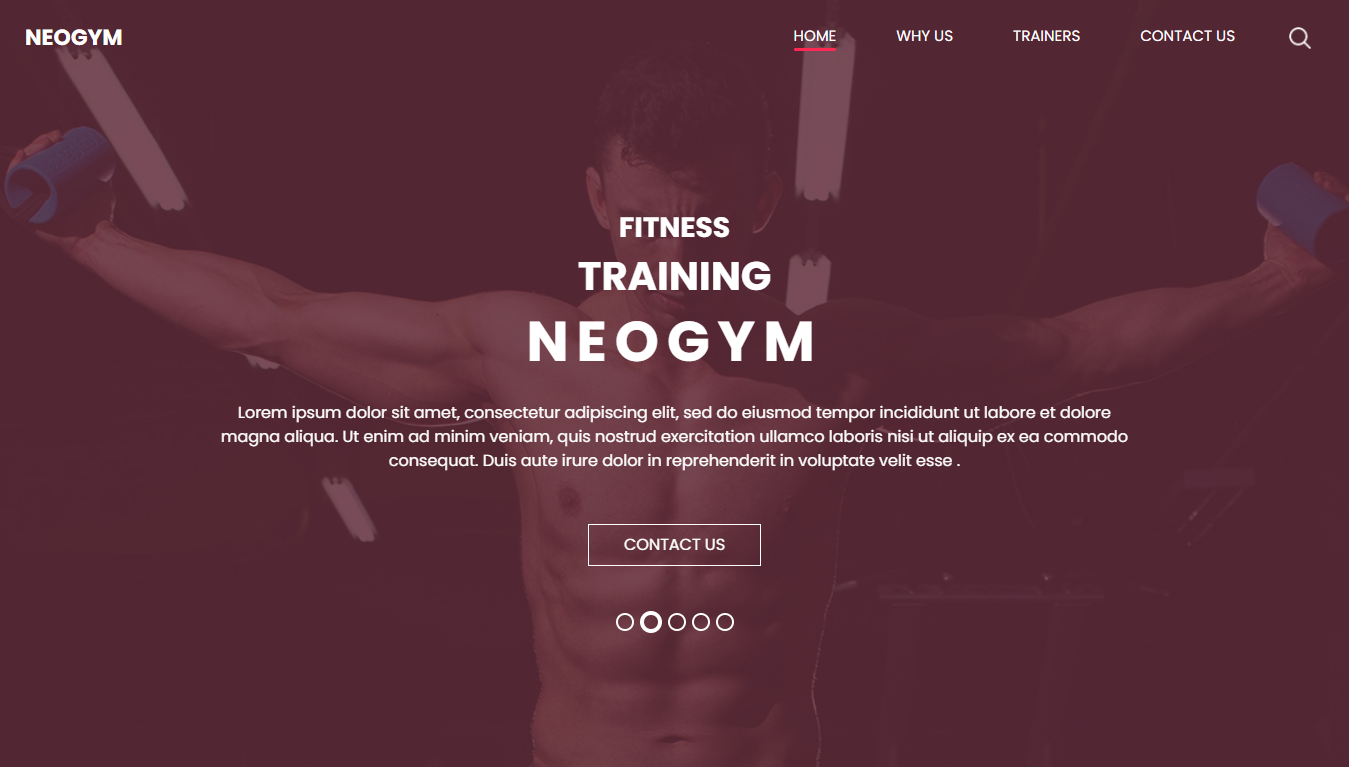 NEOGYM
HOME WHY US TRAINERS CONTACT US
FITNESS
TRAINING
NEOGYM
Lorem ipsum dolor sit amet, consectetur adipiscing elit, sed do eiusmod tempor incididunt ut labore et dolore
magna aliqua. Ut enim ad minim veniam, quis nostrud exercitation ullamco laboris nisi ut aliquip ex ea commodo
consequat. Duis aute irure dolor in reprehenderit in voluptate velit esse .
CONTACT US